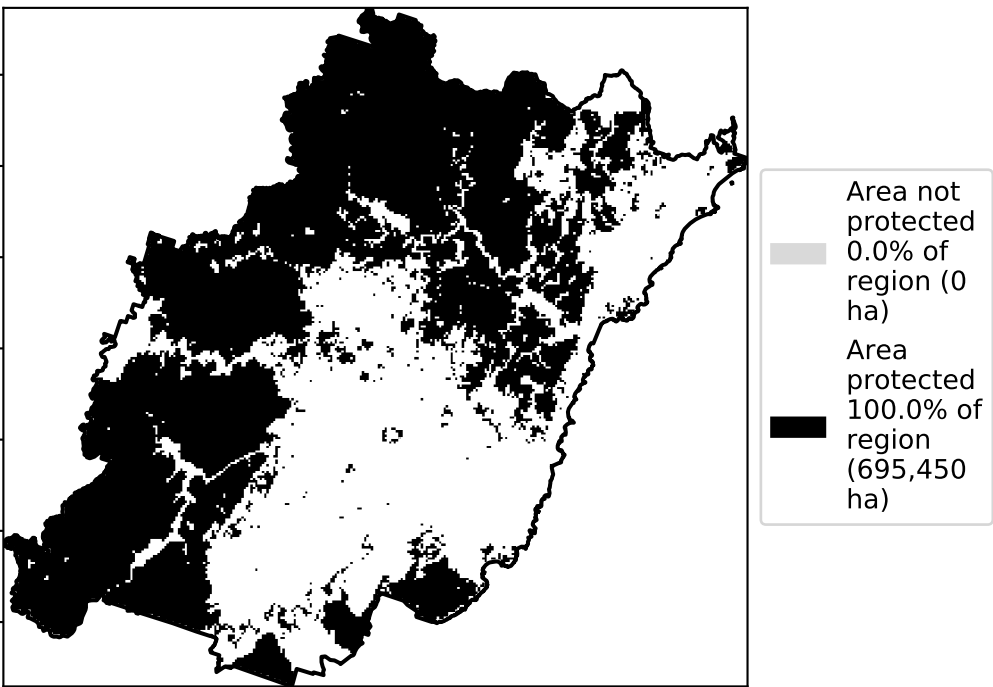 Area not
protected
0.0% of
region (0
ha)
Area
protected
100.0% of
region
(695,450
ha)